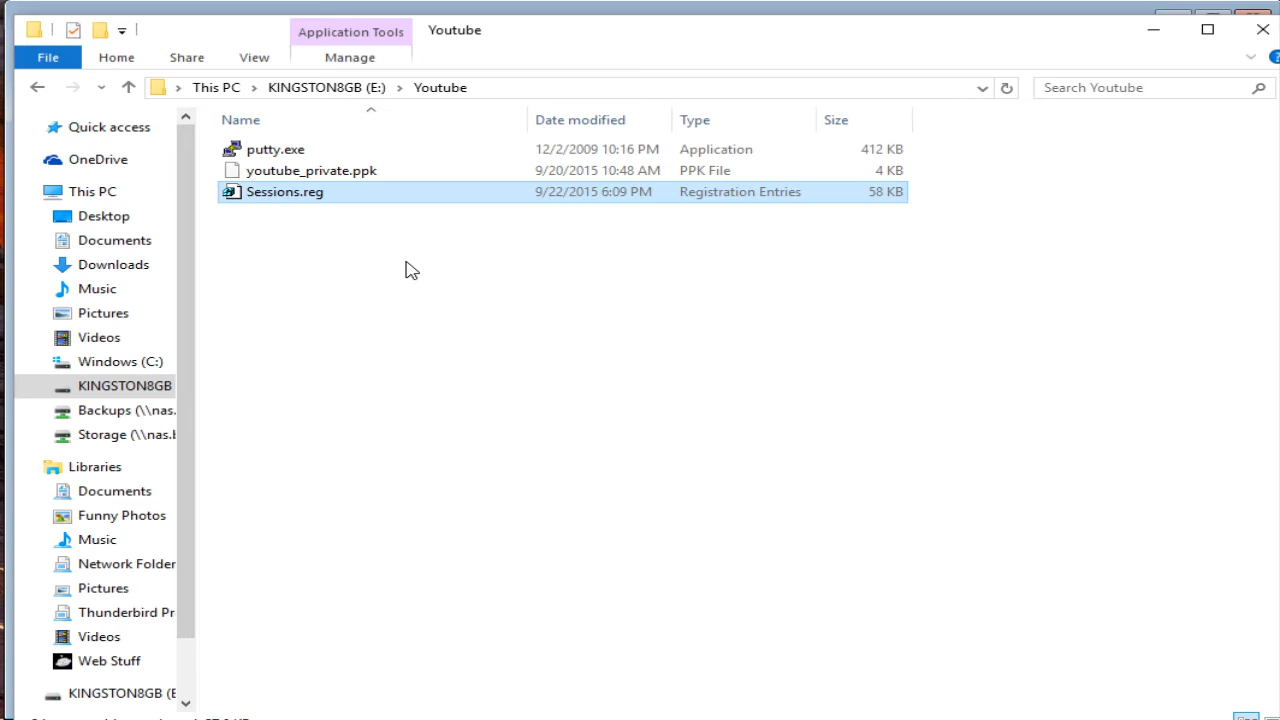 Application Tools
Youtube
File
Home
Share
View
Manage
This PC
KINGSTON8GB (E:)
Youtube
Search Youtube
Name
Date modified
Type
Size
putty.exe
12/2/2009 10:16 PM
Application
412 KB
youtube_private.ppk
9/20/2015 10:48 AM
PPK File
4 KB
Sessions.reg
9/22/2015 6:09 PM
Registration Entries
58 KB
Quick access
OneDrive
This PC
Desktop
Documents
Downloads
Music
Pictures
Videos
Windows (C:)
KINGSTON8GB
Backups (\\nas.
Storage (\\nas.b
Libraries
Documents
Funny Photos
Music
Network Folder
Pictures
Thunderbird Pr
Videos
Web Stuff
KINGSTON8GB (E